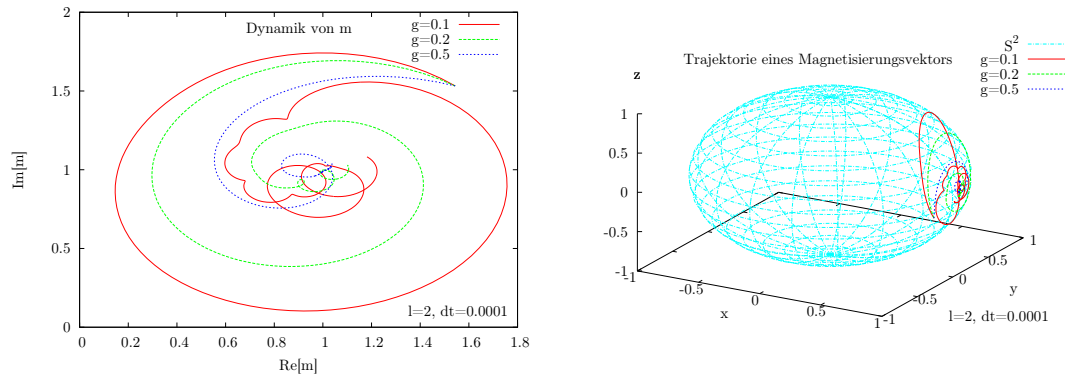 Dynamik von m
g=0.1
g=0.2
g=0.5
2
1.5
1
0.5
0
Im[m]
0 0.2 0.4 0.6 0.8 1 1.2 1.4 1.6 1.8
Re[m]
l=2, dt=0.0001
Trajektorie eines Magnetisierungsvektors
S²
g=0.1
g=0.2
g=0.5
z
1
0.5
0
-0.5
-1
-1 -0.5 0 0.5 1
x
-1 -0.5 0 0.5 1
y
l=2, dt=0.0001